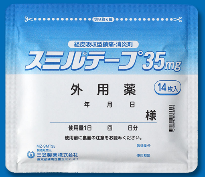 経皮吸収型鎮痛・消炎剤
スミルテープ35mg
14枚入
外用薬
年 月 日
様
使用量1日 回 日分
三笠製薬株式会社